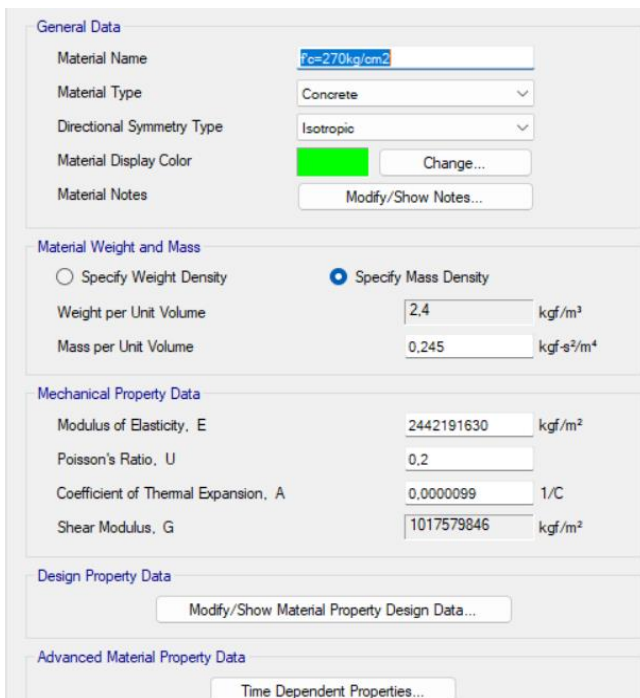 General Data
Material Name f'c=270kg/cm2
Material Type Concrete
Directional Symmetry Type Isotropic
Material Display Color Change...
Material Notes Modify/Show Notes...
Material Weight and Mass
Specify Weight Density Specify Mass Density
Weight per Unit Volume 2,4 kgf/m³
Mass per Unit Volume 0,245 kgf-s²/m⁴
Mechanical Property Data
Modulus of Elasticity, E 2442191630 kgf/m²
Poisson's Ratio, U 0,2
Coefficient of Thermal Expansion, A 0,0000099 1/C
Shear Modulus, G 1017579846 kgf/m²
Design Property Data
Modify/Show Material Property Design Data...
Advanced Material Property Data
Time Dependent Properties...